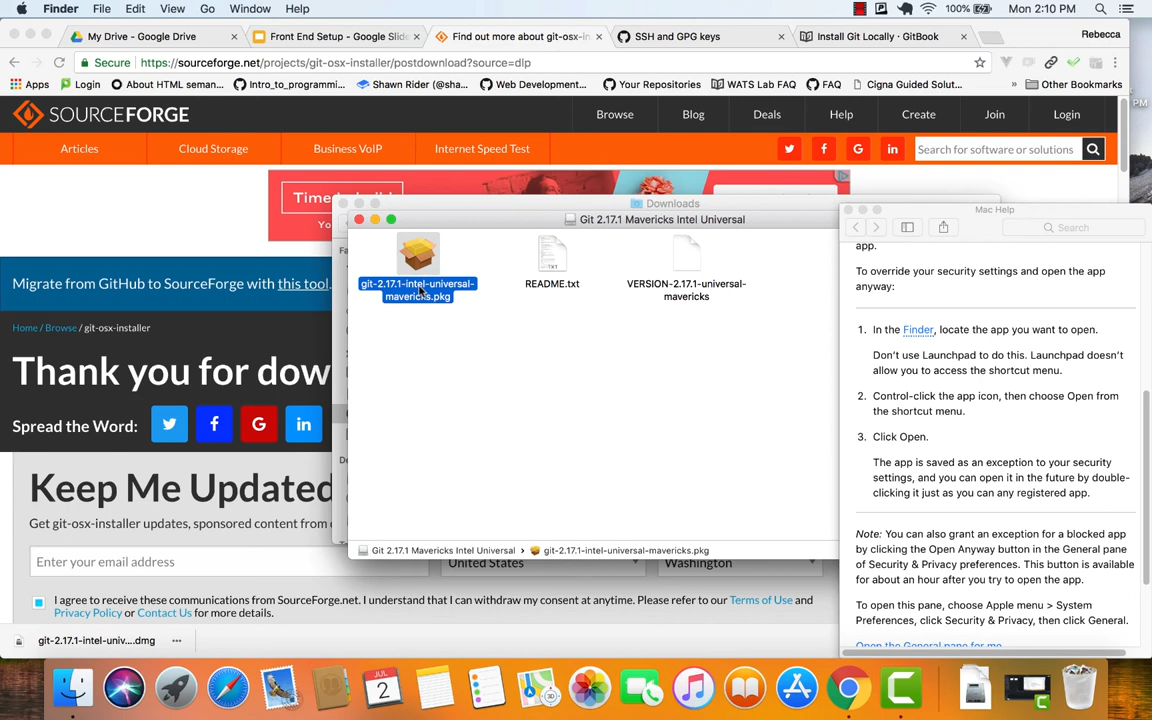 Finder File Edit View Go Window Help 100% Mon 2:10 PM
My Drive - Google Drive Front End Setup - Google Slide Find out more about git-osx-in SSH and GPG keys Install Git Locally · GitBook Rebecca
Secure https://sourceforge.net/projects/git-osx-installer/postdownload?source=dlp
Apps Login About HTML seman... Intro_to_programmi... Shawn Rider (@sha... Web Development... Your Repositories WATS Lab FAQ FAQ Cigna Guided Solut... » Other Bookmarks
PM
SOURCEFORGE Browse Blog Deals Help Create Join Login
Articles Cloud Storage Business VoIP Internet Speed Test Search for software or solutions
Downloads
Git 2.17.1 Mavericks Intel Universal
git-2.17.1-intel-universal-
mavericks.pkg
README.txt
VERSION-2.17.1-universal-
mavericks
TXT
Migrate from GitHub to SourceForge with this tool.
Home / Browse / git-osx-installer
Thank you for dow
Spread the Word:
Keep Me Updated
Get git-osx-installer updates, sponsored content from
Enter your email address
United States
Washington
I agree to receive these communications from SourceForge.net. I understand that I can withdraw my consent at anytime. Please refer to our Terms of Use and
Privacy Policy or Contact Us for more details.
Git 2.17.1 Mavericks Intel Universal › git-2.17.1-intel-universal-mavericks.pkg
Mac Help
Search
app.
To override your security settings and open the app
anyway:
1. In the Finder, locate the app you want to open.
Don't use Launchpad to do this. Launchpad doesn't
allow you to access the shortcut menu.
2. Control-click the app icon, then choose Open from
the shortcut menu.
3. Click Open.
The app is saved as an exception to your security
settings, and you can open it in the future by double-
clicking it just as you can any registered app.
Note: You can also grant an exception for a blocked app
by clicking the Open Anyway button in the General pane
of Security & Privacy preferences. This button is available
for about an hour after you try to open the app.
To open this pane, choose Apple menu > System
Preferences, click Security & Privacy, then click General.
Open the General pane for me
git-2.17.1-intel-univ....dmg
JUL
2